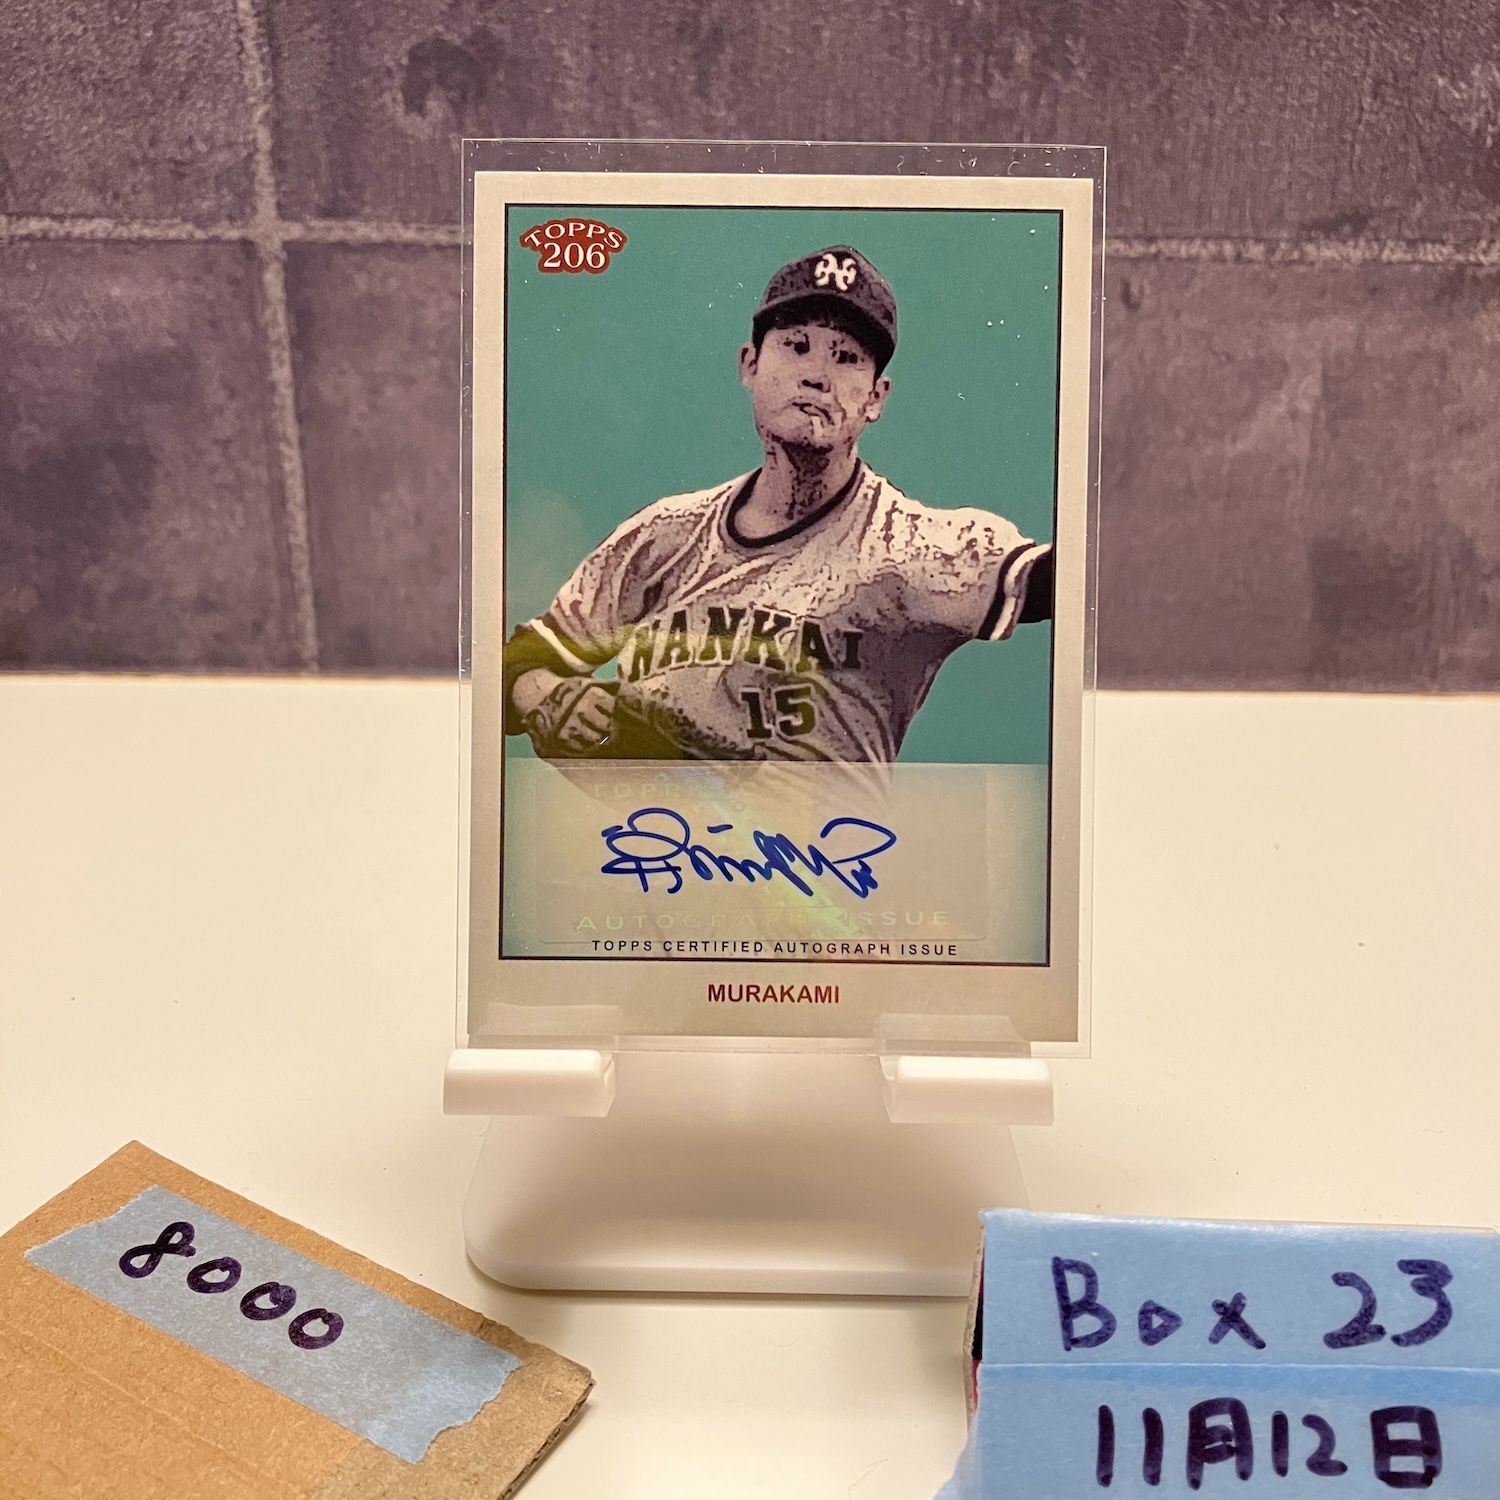 TOPPS
206
NANKAI
15
TOPPS
AUTOGRAPH ISSUE
TOPPS CERTIFIED AUTOGRAPH ISSUE
MURAKAMI
8000
Box 23
11月12日